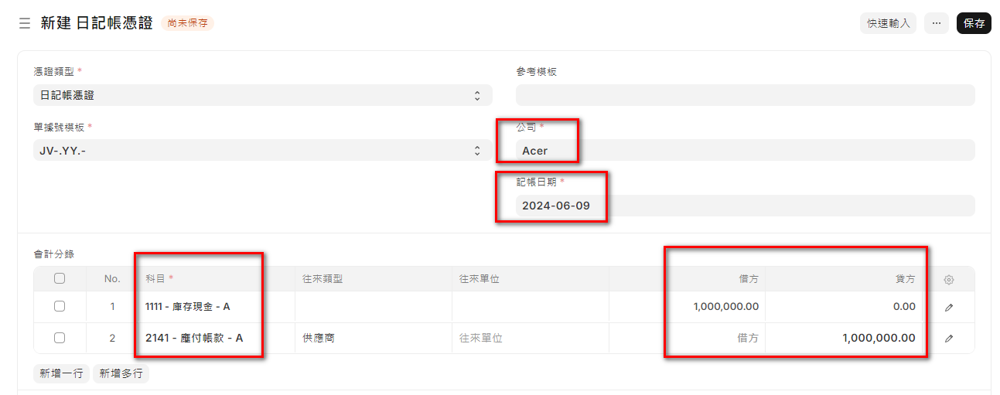 新建 日記帳憑證 尚未保存 快速輸入 ... 保存
憑證類型 * 參考模板
日記帳憑證
單據號模板 * 公司 *
JV-.YY.- Acer
記帳日期 *
2024-06-09
會計分錄
No. 科目 * 往來類型 往來單位 借方 貸方
1 1111 - 庫存現金 - A 1,000,000.00 0.00
2 2141 - 應付帳款 - A 供應商 往來單位 借方 1,000,000.00
新增一行 新增多行